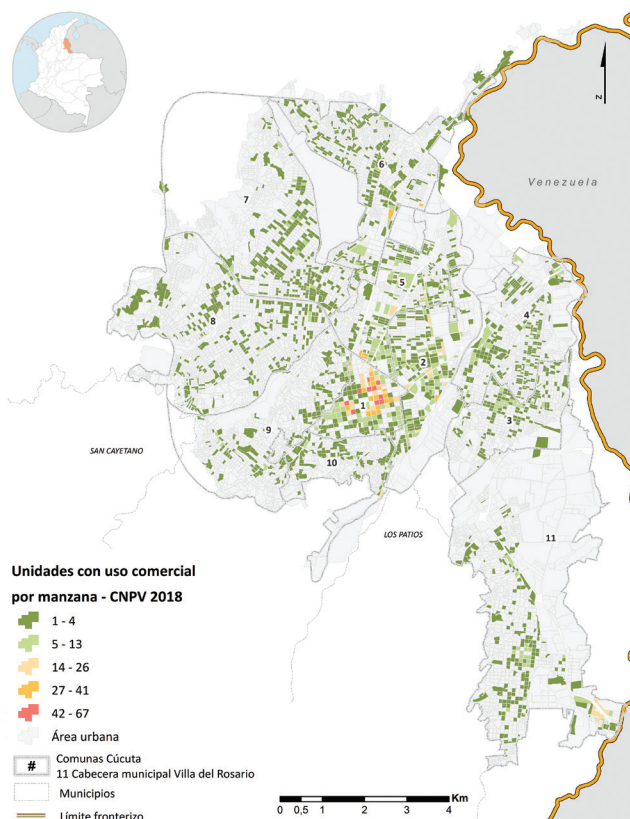 N
Venezuela
6
7
5
4
8
2
1
3
9
10
SAN CAYETANO
LOS PATIOS
11
Unidades con uso comercial
por manzana - CNPV 2018
1 - 4
5 - 13
14 - 26
27 - 41
42 - 67
Área urbana
# Comunas Cúcuta
11 Cabecera municipal Villa del Rosario
Municipios
Límite fronterizo
Km
0 0,5 1 2 3 4